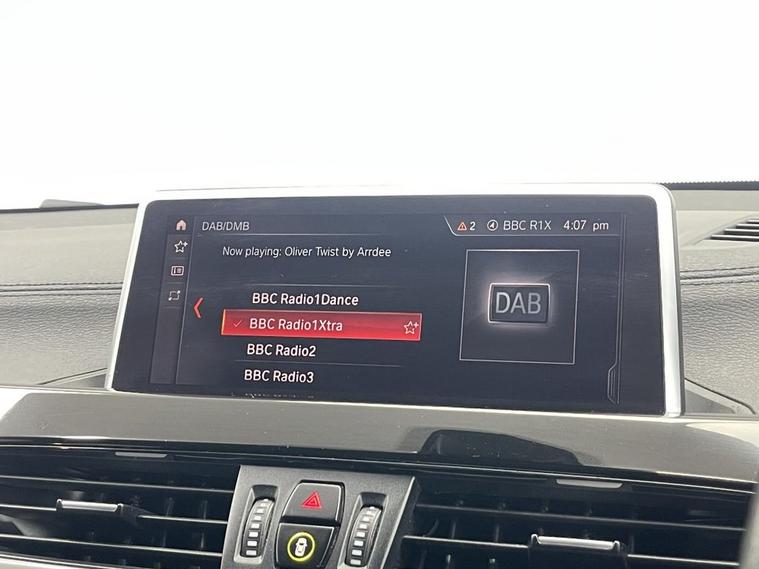 DAB/DMB
2 BBC R1X 4:07 pm
Now playing: Oliver Twist by Arrdee
BBC Radio1Dance
BBC Radio1Xtra
BBC Radio2
BBC Radio3
DAB